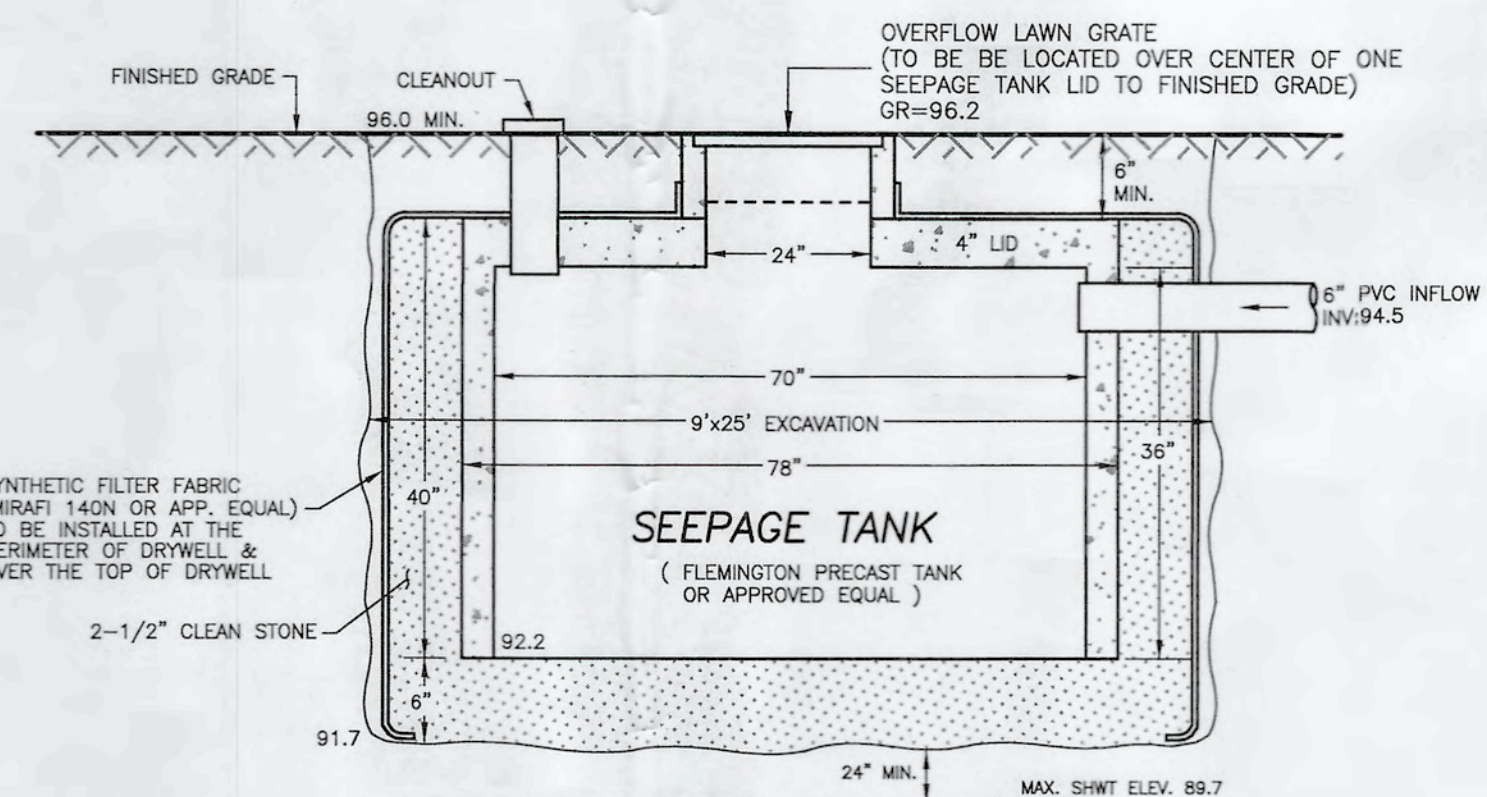 OVERFLOW LAWN GRATE
(TO BE BE LOCATED OVER CENTER OF ONE
SEEPAGE TANK LID TO FINISHED GRADE)
GR=96.2
FINISHED GRADE
CLEANOUT
96.0 MIN.
6"
MIN.
4" LID
24"
6" PVC INFLOW
INV:94.5
70"
9'x25' EXCAVATION
36"
78"
40"
YNTHETIC FILTER FABRIC
MIRAFI 140N OR APP. EQUAL)
O BE INSTALLED AT THE
ERIMETER OF DRYWELL &
VER THE TOP OF DRYWELL
SEEPAGE TANK
( FLEMINGTON PRECAST TANK
OR APPROVED EQUAL )
2-1/2" CLEAN STONE
92.2
6"
91.7
24" MIN.
MAX. SHWT ELEV. 89.7